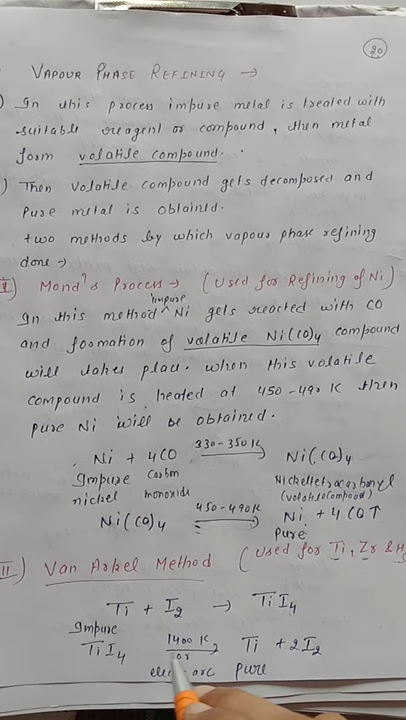 20
VAPOUR PHASE REFINING →
) In this process impure metal is treated with
suitable reagent or compound, then metal
form volatile compound.
) Then volatile compound gets decomposed and
Pure metal is obtained.
two methods by which vapour phase refining
done →
I) Mond's Process → (Used for Refining of Ni)
In this method impure Ni gets reacted with CO
and formation of volatile Ni(CO)4 compound
will takes place. when this volatile
compound is heated at 450-490 K then
pure Ni will be obtained.
Ni + 4CO 330-350K → Ni(CO)4
Impure nickel Carbon monoxide Nickeltetracarbonyl (volatile compound)
Ni(CO)4 450-490K ⇌ Ni + 4CO↑
Pure
II) Van Arkel Method (Used for Ti, Zr & H
Ti + I2 → TiI4
Impure
TiI4 1400 K or → Ti + 2I2
arc pure